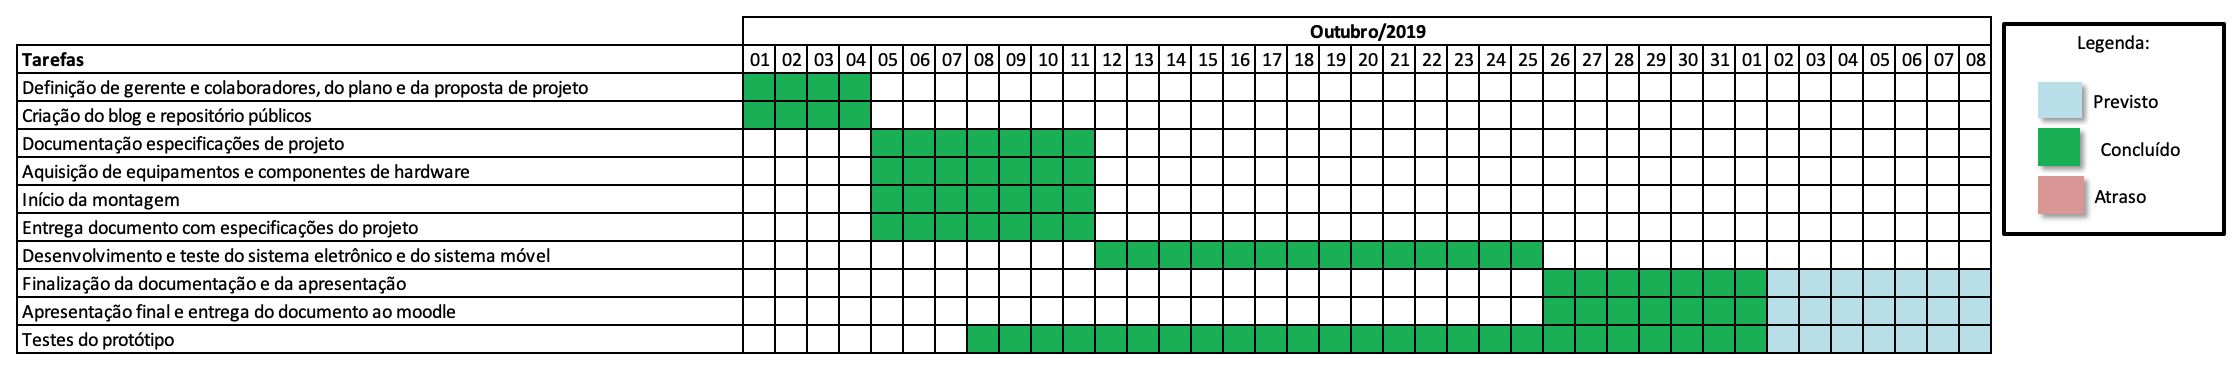 Outubro/2019
Tarefas 01 02 03 04 05 06 07 08 09 10 11 12 13 14 15 16 17 18 19 20 21 22 23 24 25 26 27 28 29 30 31 01 02 03 04 05 06 07 08
Definição de gerente e colaboradores, do plano e da proposta de projeto
Criação do blog e repositório públicos
Documentação especificações de projeto
Aquisição de equipamentos e componentes de hardware
Início da montagem
Entrega documento com especificações do projeto
Desenvolvimento e teste do sistema eletrônico e do sistema móvel
Finalização da documentação e da apresentação
Apresentação final e entrega do documento ao moodle
Testes do protótipo
Legenda:
Previsto
Concluído
Atraso